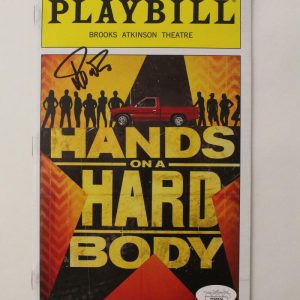 PLAYBILL
BROOKS ATKINSON THEATRE
HANDS
ON A
HARD
BODY